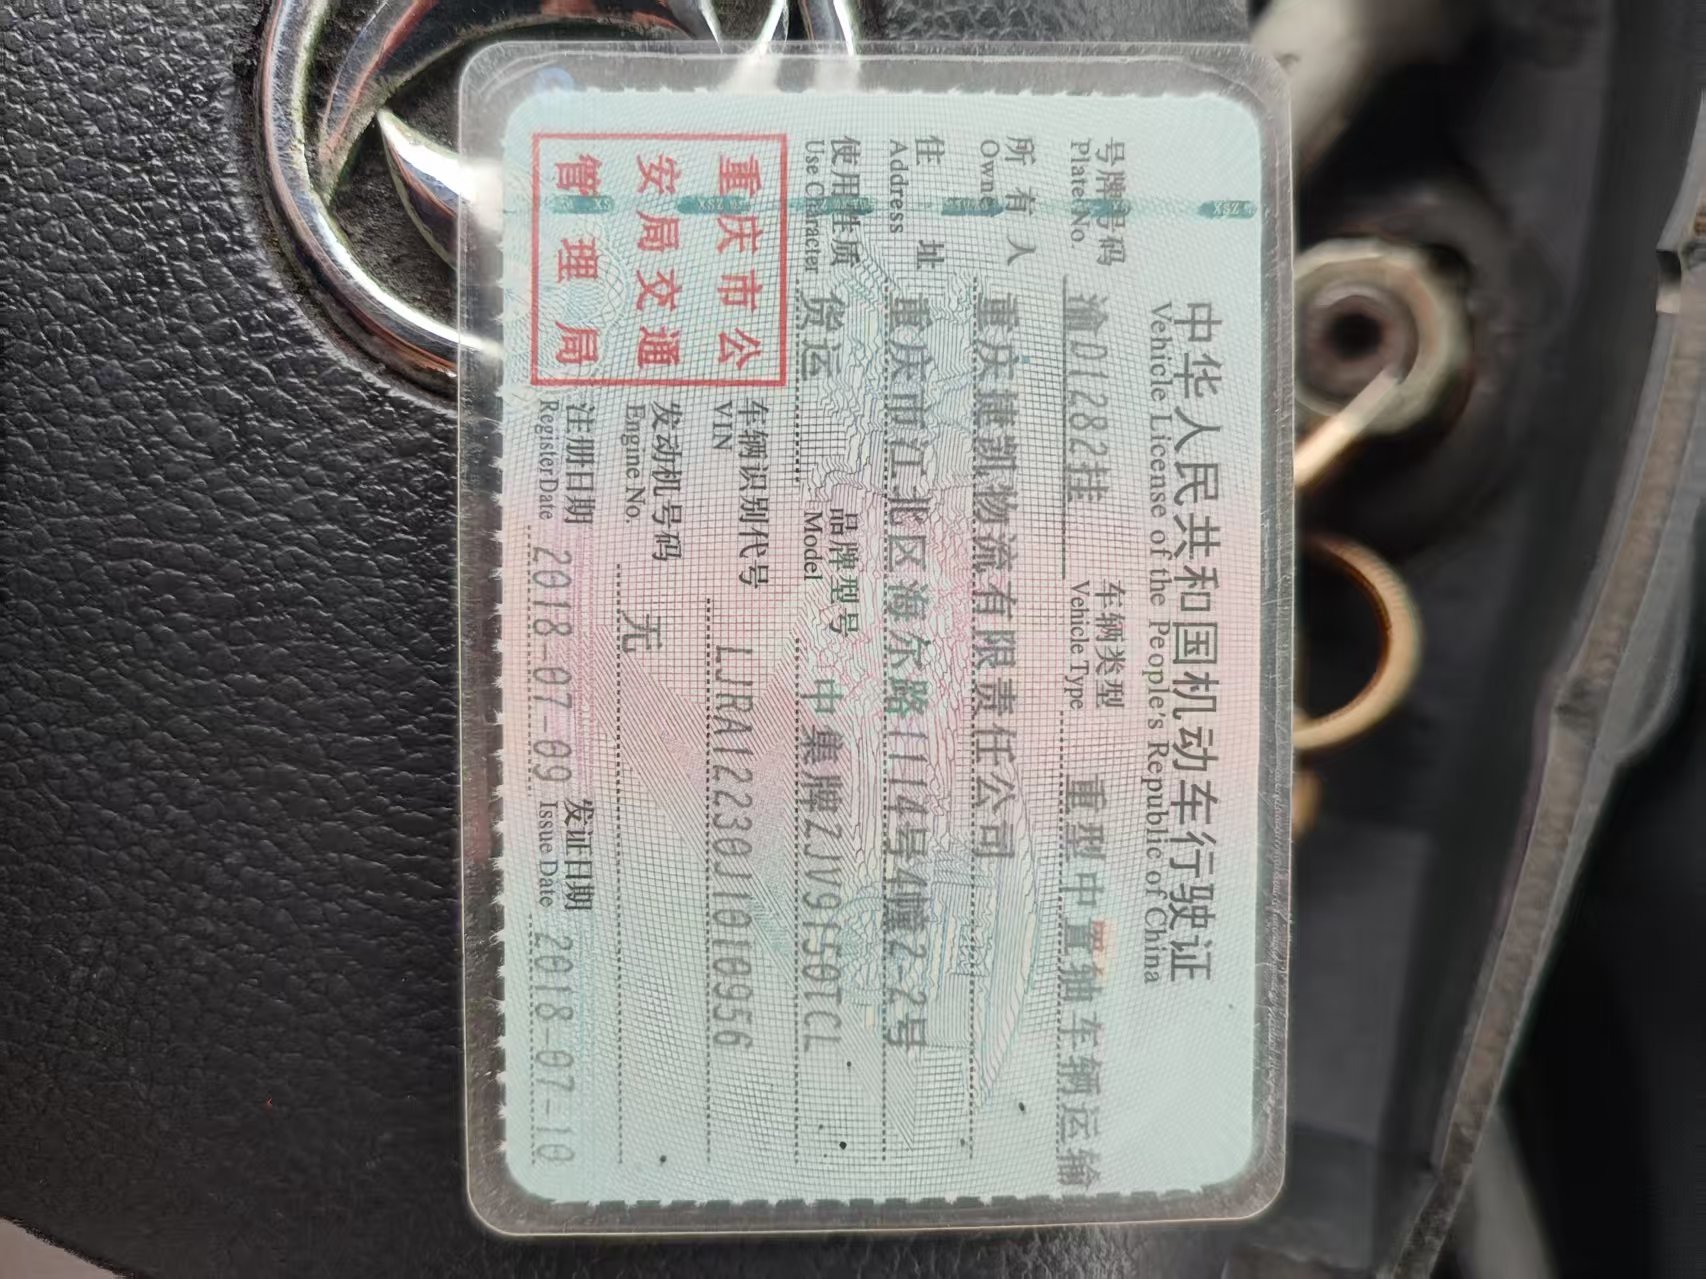 中华人民共和国机动车行驶证
Vehicle License of the People's Republic of China
号牌号码 渝01282挂 车辆类型 重型中置轴车辆运输
Plate No. Vehicle Type
所有人 重庆捷凯物流有限责任公司
Owner
住址 重庆市江北区海尔路1114号4幢2-2号
Address
使用性质 货运 品牌型号 中集牌ZJV9150TCL
Use Character Model
重庆市公
安局交通
管理局
车辆识别代号 LJRA12230J1010956
VIN
发动机号码 无
Engine No.
注册日期 2018-07-09 发证日期 2018-07-10
Register Date Issue Date